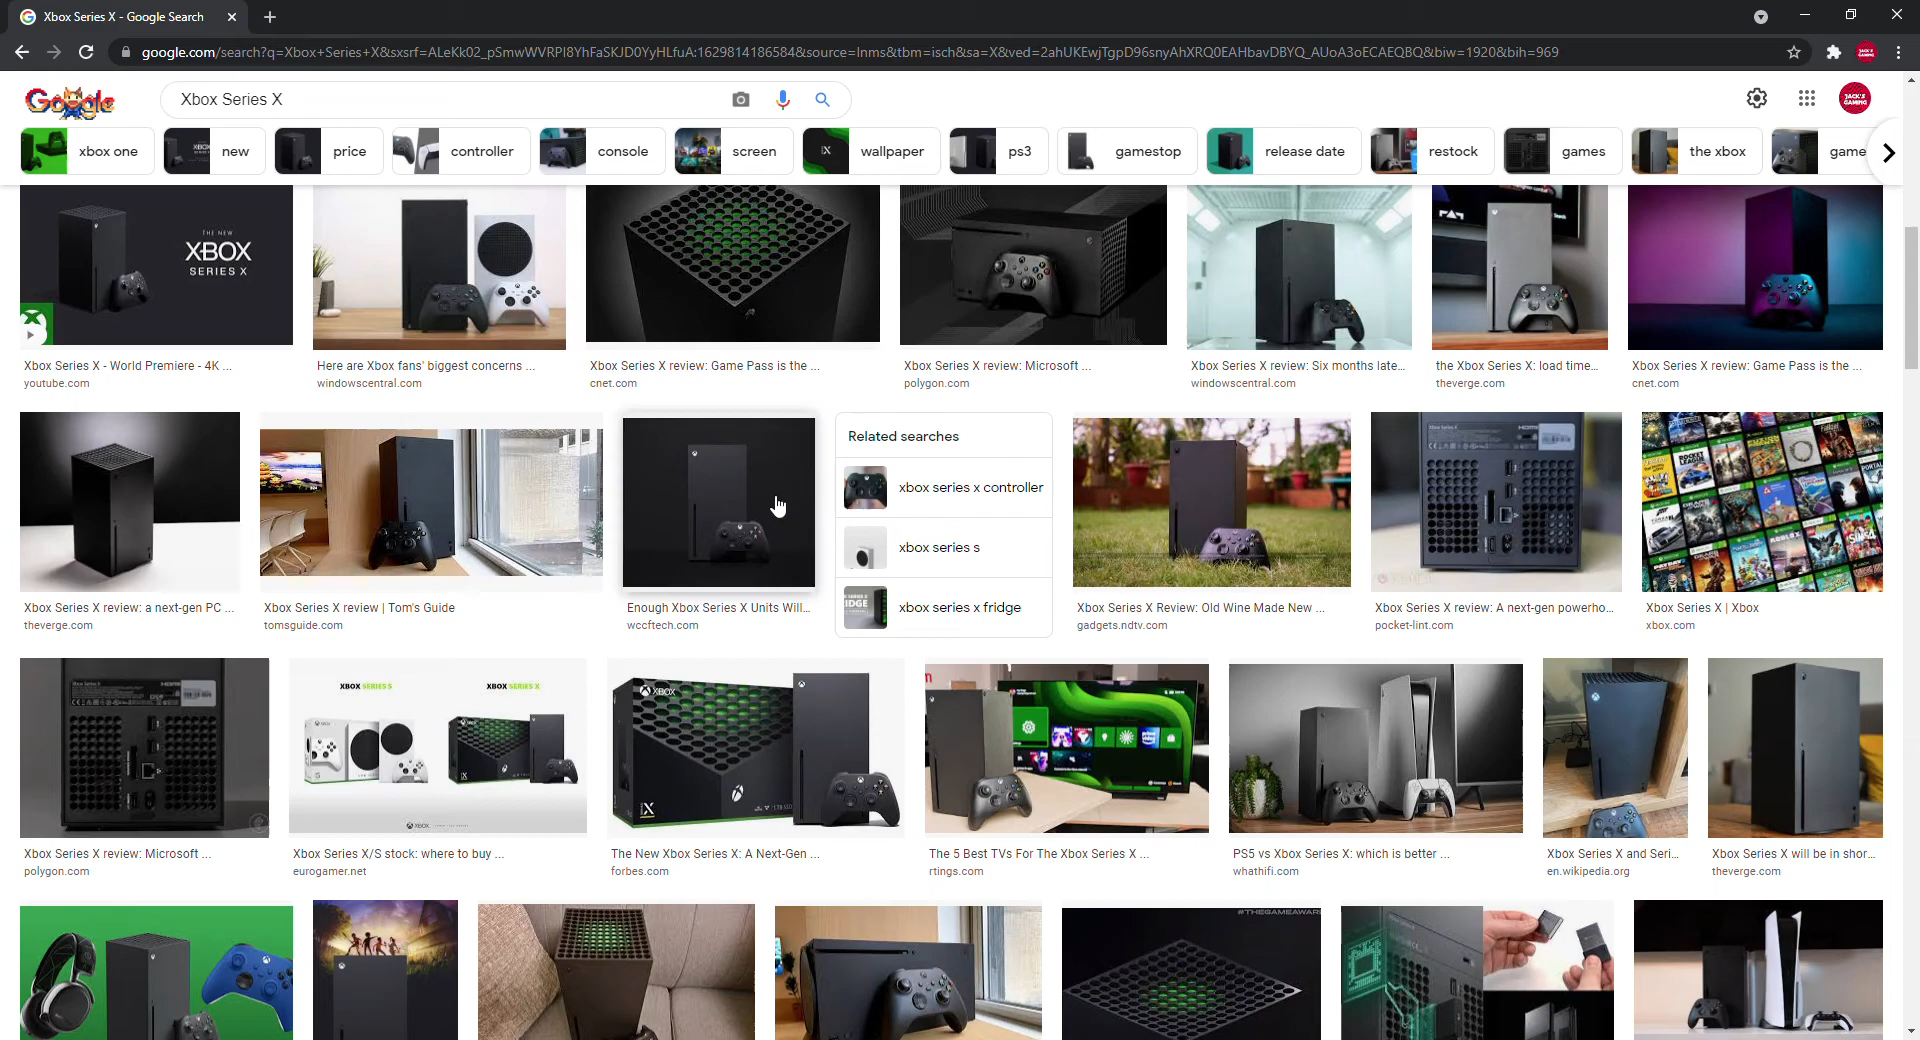 Xbox Series X - Google Search
google.com/search?q=Xbox+Series+X&sxsrf=ALeKk02_pSmwWVRPI8YhFaSKJD0YyHLfuA:1629814186584&source=lnms&tbm=isch&sa=X&ved=2ahUKEwjTgpD96snyAhXRQ0EAHbavDBYQ_AUoA3oECAEQBQ&biw=1920&bih=969
Google
Xbox Series X
JACK'S GAMING
xbox one
new
price
controller
console
screen
wallpaper
ps3
gamestop
release date
restock
games
the xbox
game
THE NEW
XBOX
SERIES X
Xbox Series X - World Premiere - 4K ...
youtube.com
Here are Xbox fans' biggest concerns ...
windowscentral.com
Xbox Series X review: Game Pass is the ...
cnet.com
Xbox Series X review: Microsoft ...
polygon.com
Xbox Series X review: Six months late...
windowscentral.com
the Xbox Series X: load time...
theverge.com
Xbox Series X review: Game Pass is the ...
cnet.com
Xbox Series X review: a next-gen PC ...
theverge.com
Xbox Series X review | Tom's Guide
tomsguide.com
Enough Xbox Series X Units Will...
wccftech.com
Related searches
xbox series x controller
xbox series s
xbox series x fridge
Xbox Series X Review: Old Wine Made New ...
gadgets.ndtv.com
Xbox Series X review: A next-gen powerho...
pocket-lint.com
Xbox Series X | Xbox
xbox.com
XBOX SERIES S
XBOX SERIES X
XBOX
Xbox Series X review: Microsoft ...
polygon.com
Xbox Series X/S stock: where to buy ...
eurogamer.net
The New Xbox Series X: A Next-Gen ...
forbes.com
The 5 Best TVs For The Xbox Series X ...
rtings.com
PS5 vs Xbox Series X: which is better ...
whathifi.com
Xbox Series X and Seri...
en.wikipedia.org
Xbox Series X will be in shor...
theverge.com
#THEGAMEAWAR